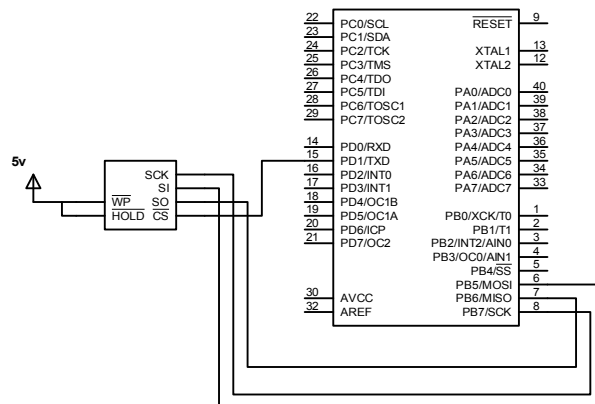 22 PC0/SCL RESET 9
23 PC1/SDA
24 PC2/TCK XTAL1 13
25 PC3/TMS XTAL2 12
26 PC4/TDO
27 PC5/TDI PA0/ADC0 40
28 PC6/TOSC1 PA1/ADC1 39
29 PC7/TOSC2 PA2/ADC2 38
PA3/ADC3 37
14 PD0/RXD PA4/ADC4 36
15 PD1/TXD PA5/ADC5 35
16 PD2/INT0 PA6/ADC6 34
17 PD3/INT1 PA7/ADC7 33
18 PD4/OC1B
19 PD5/OC1A PB0/XCK/T0 1
20 PD6/ICP PB1/T1 2
21 PD7/OC2 PB2/INT2/AIN0 3
PB3/OC0/AIN1 4
PB4/SS 5
PB5/MOSI 6
30 AVCC PB6/MISO 7
32 AREF PB7/SCK 8
5v
SCK
SI
WP SO
HOLD CS